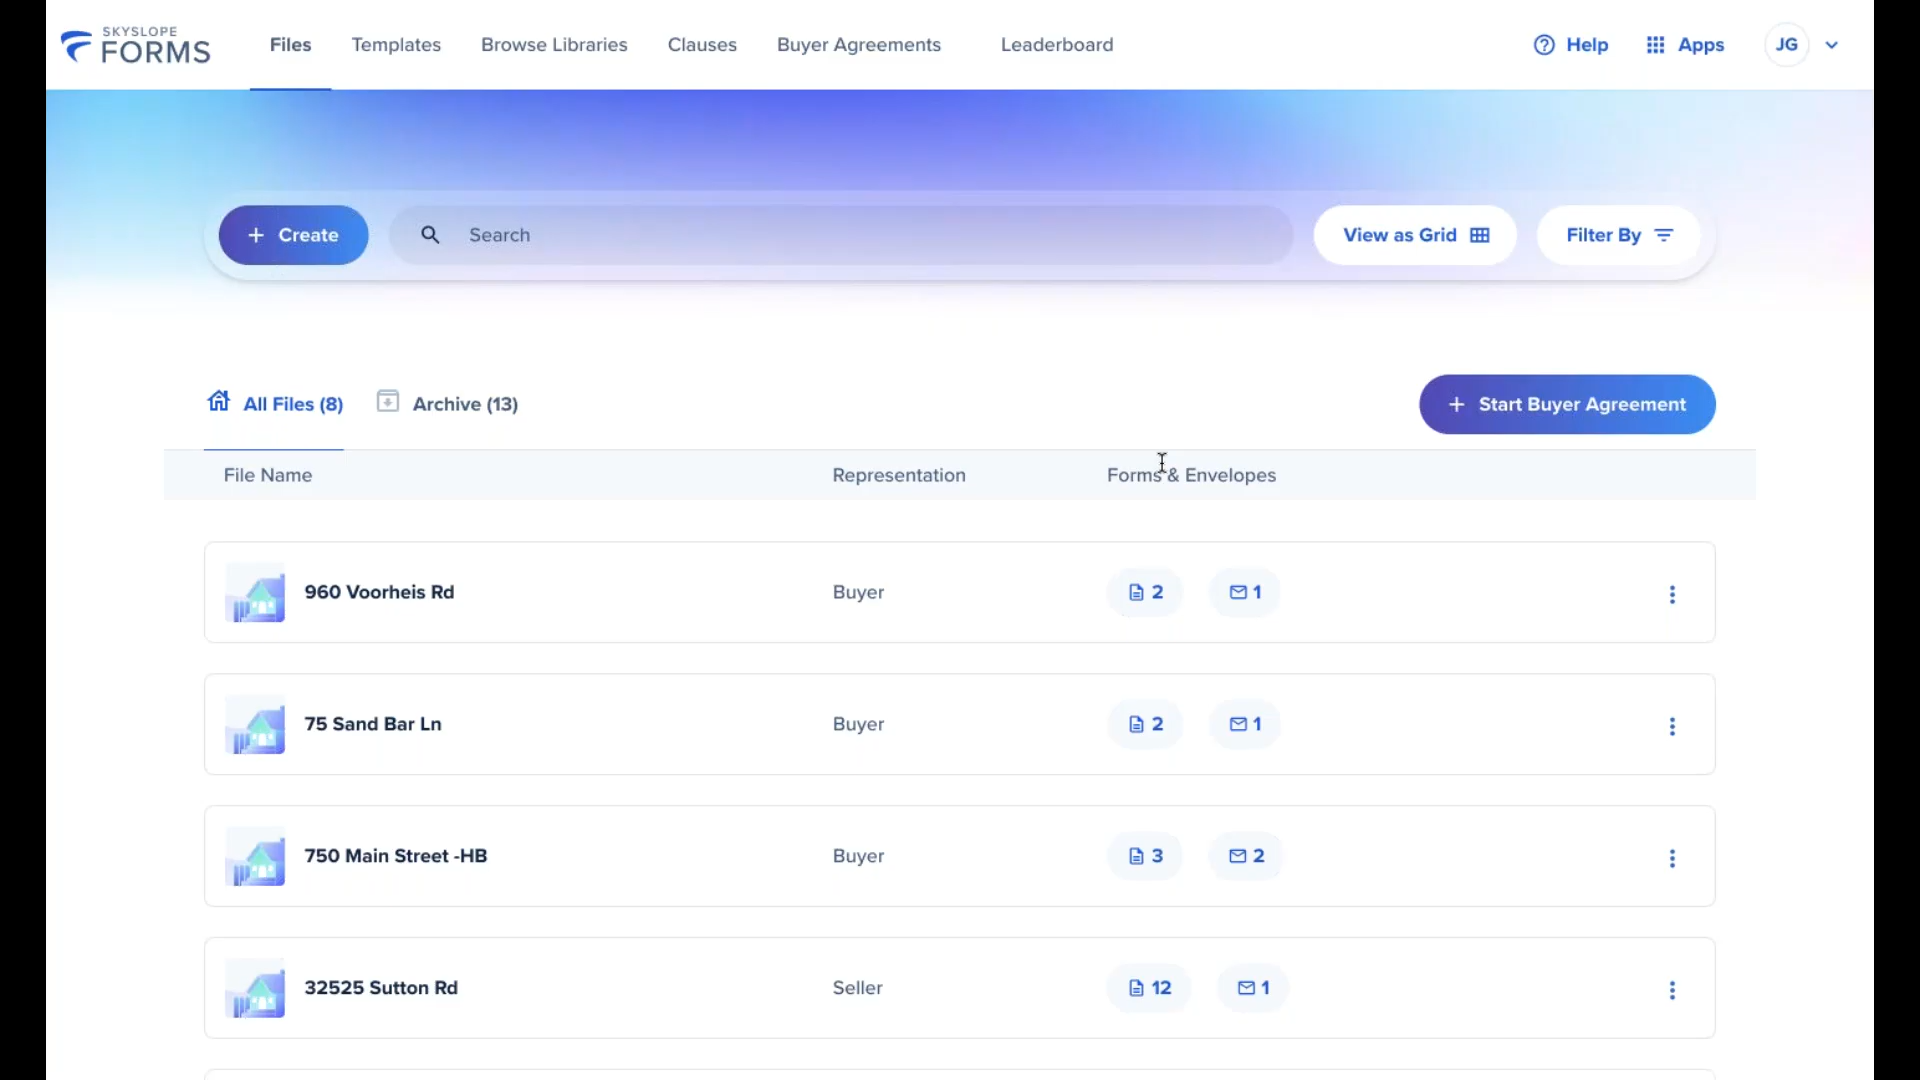 SKYSLOPE
FORMS
Files
Templates
Browse Libraries
Clauses
Buyer Agreements
Leaderboard
Help
Apps
JG
+ Create
Search
View as Grid
Filter By
All Files (8)
Archive (13)
+ Start Buyer Agreement
File Name
Representation
Forms & Envelopes
960 Voorheis Rd
Buyer
2
1
75 Sand Bar Ln
Buyer
2
1
750 Main Street -HB
Buyer
3
2
32525 Sutton Rd
Seller
12
1